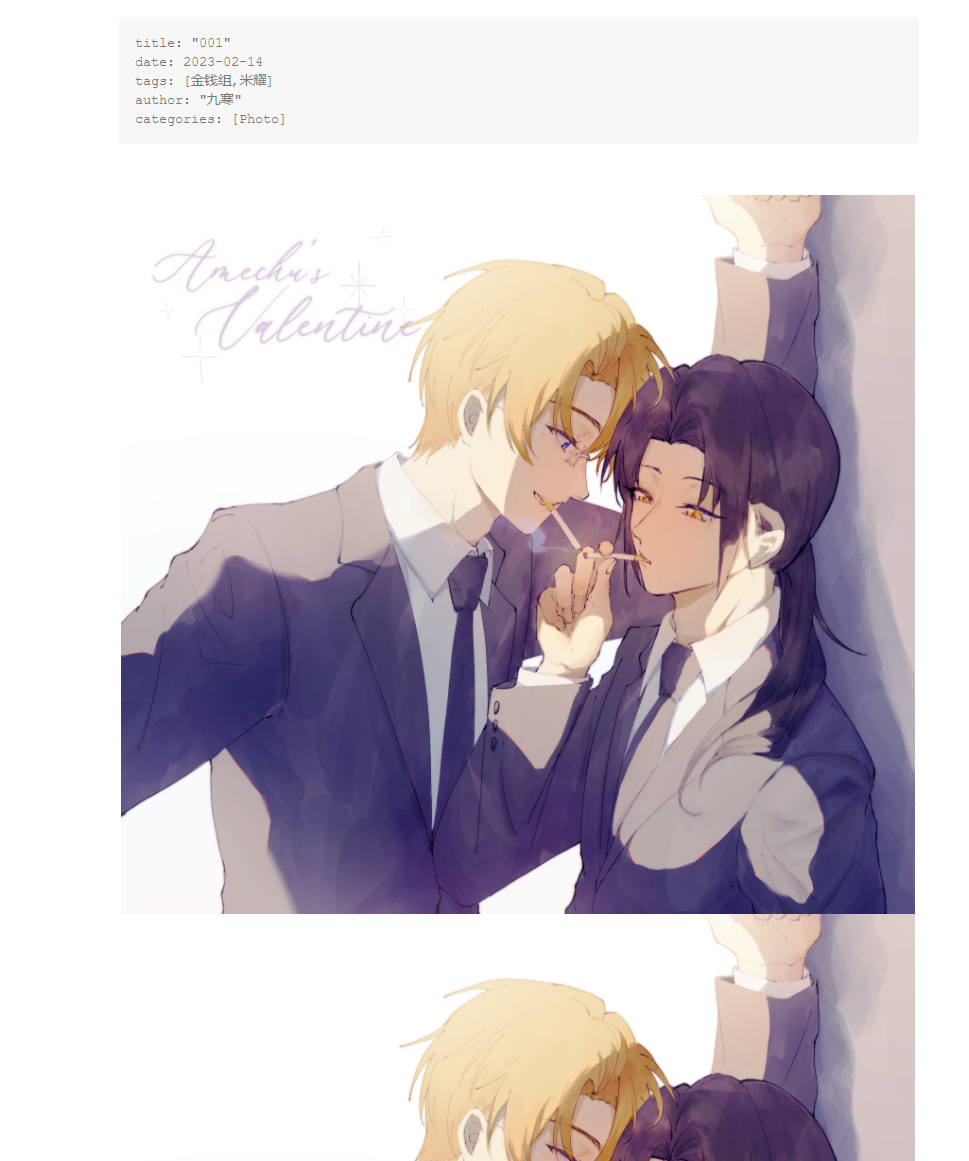 title: "001"
date: 2023-02-14
tags: [金钱组,米耀]
author: "九寒"
categories: [Photo]
Amechu's
Valentine